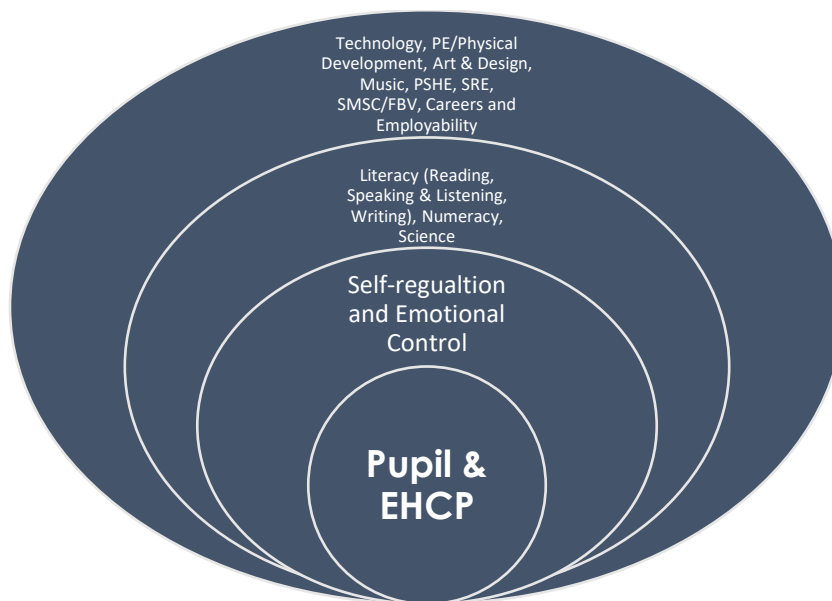 Technology, PE/Physical
Development, Art & Design,
Music, PSHE, SRE,
SMSC/FBV, Careers and
Employability
Literacy (Reading,
Speaking & Listening,
Writing), Numeracy,
Science
Self-regualtion
and Emotional
Control
Pupil &
EHCP